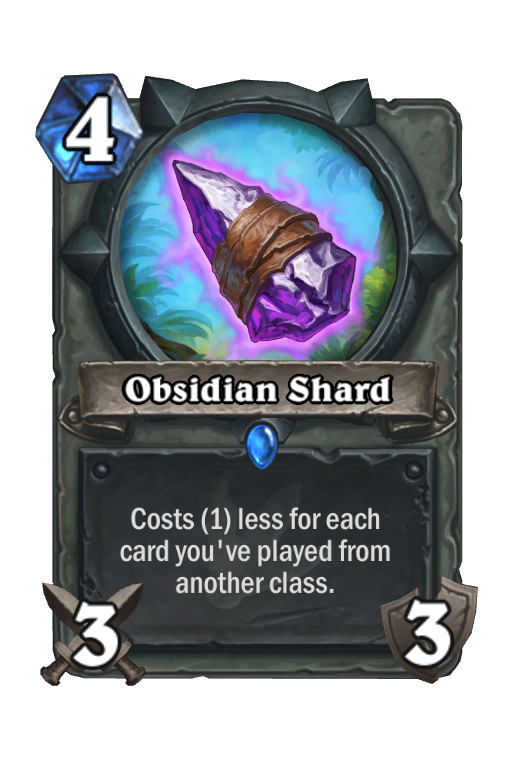 4
Obsidian Shard
Costs (1) less for each
card you've played from
another class.
3
3